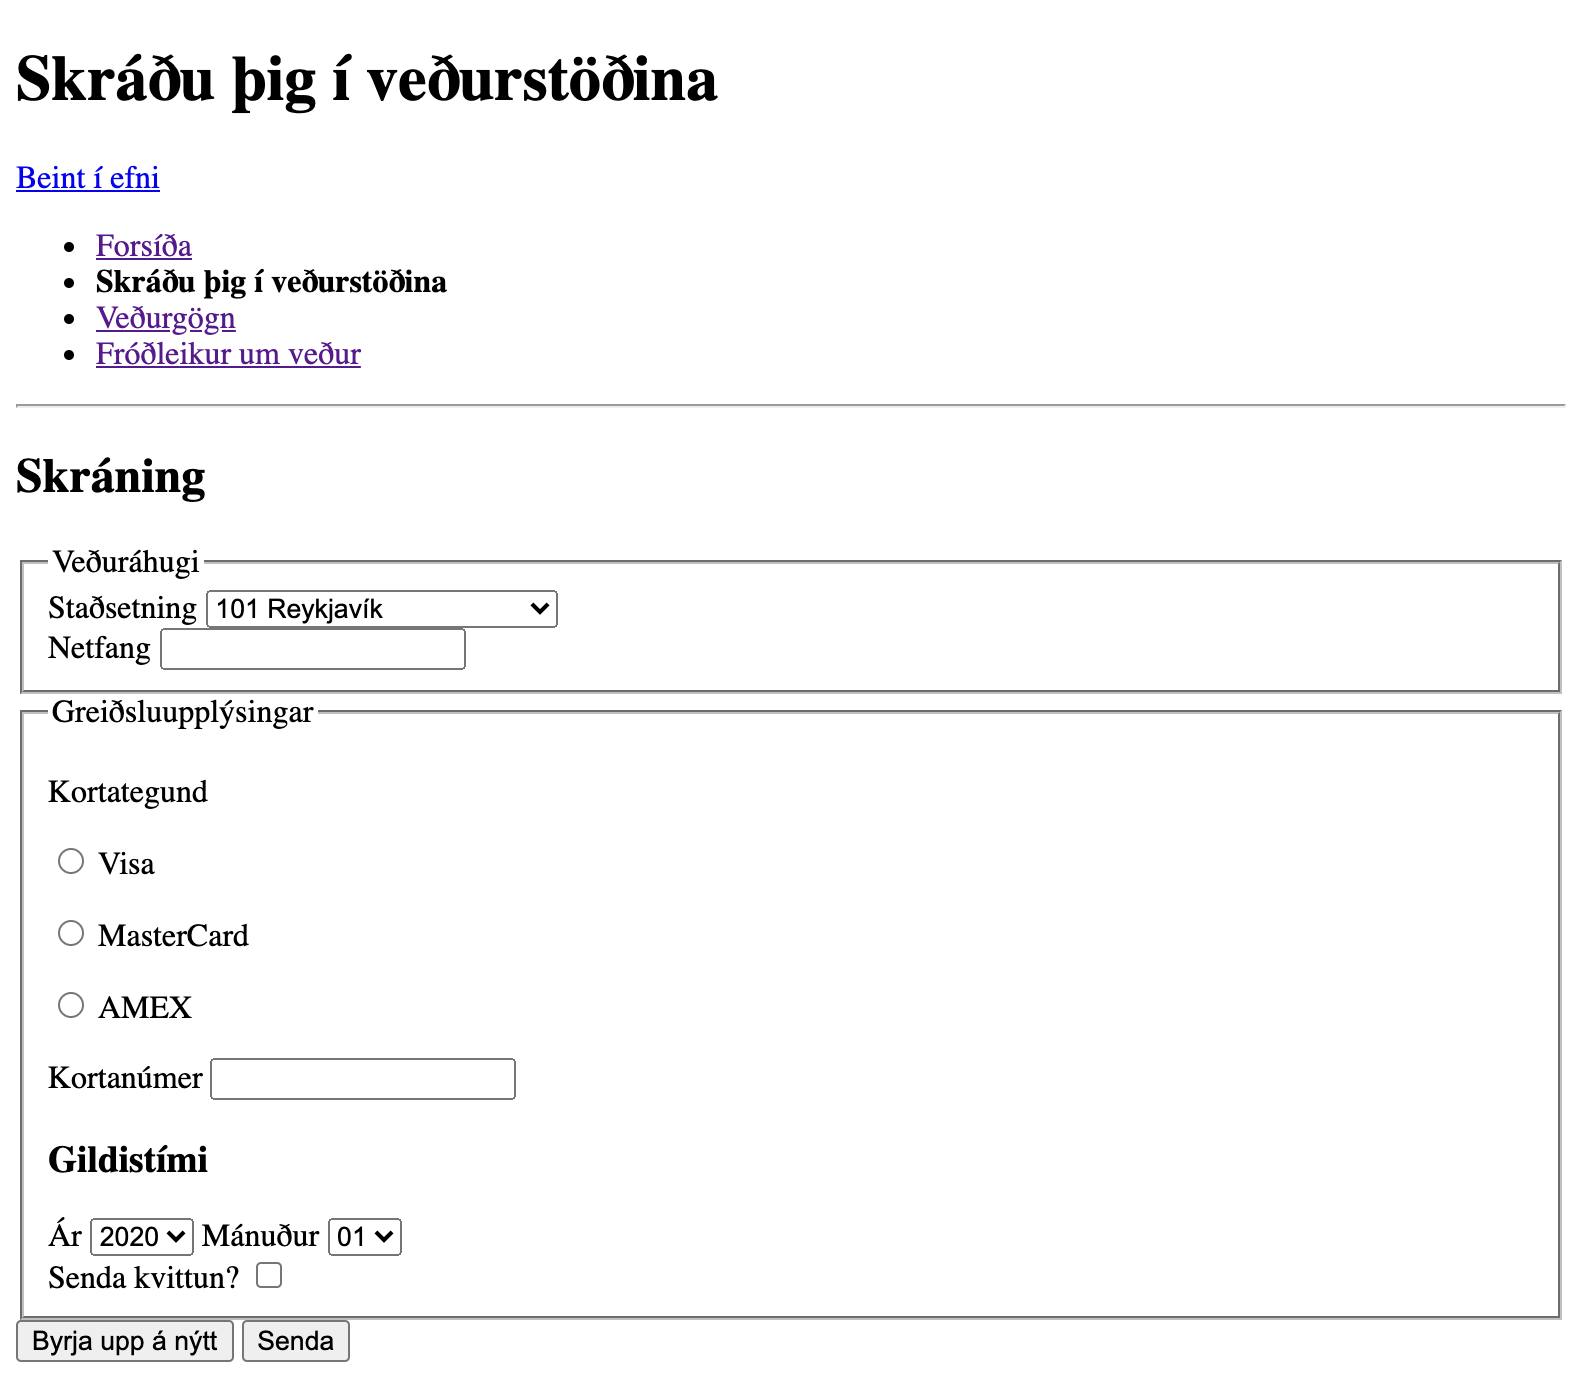 Skráðu þig í veðurstöðina
Beint í efni
Forsíða
Skráðu þig í veðurstöðina
Veðurgögn
Fróðleikur um veður
Skráning
Veðuráhugi
Staðsetning 101 Reykjavík
Netfang
Greiðsluupplýsingar
Kortategund
Visa
MasterCard
AMEX
Kortanúmer
Gildistími
Ár 2020 Mánuður 01
Senda kvittun?
Byrja upp á nýtt Senda